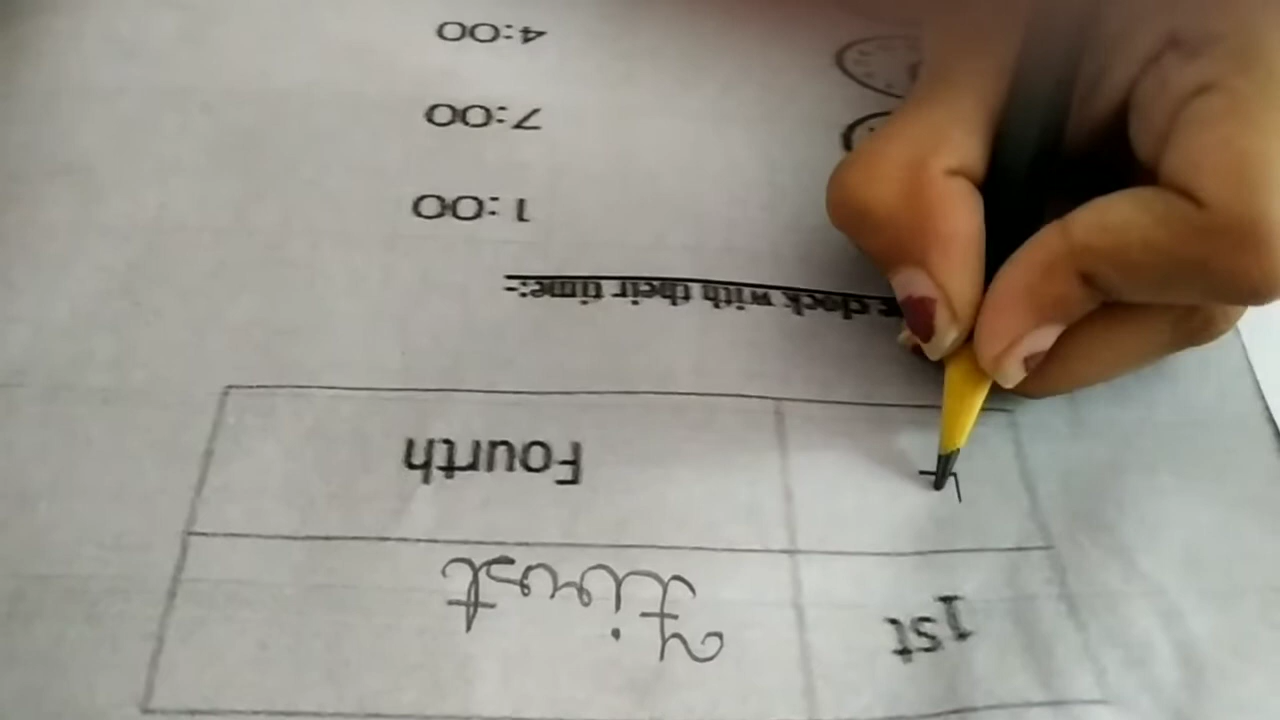 1st First
Fourth
clock with their time:-
1:00
7:00
4:00